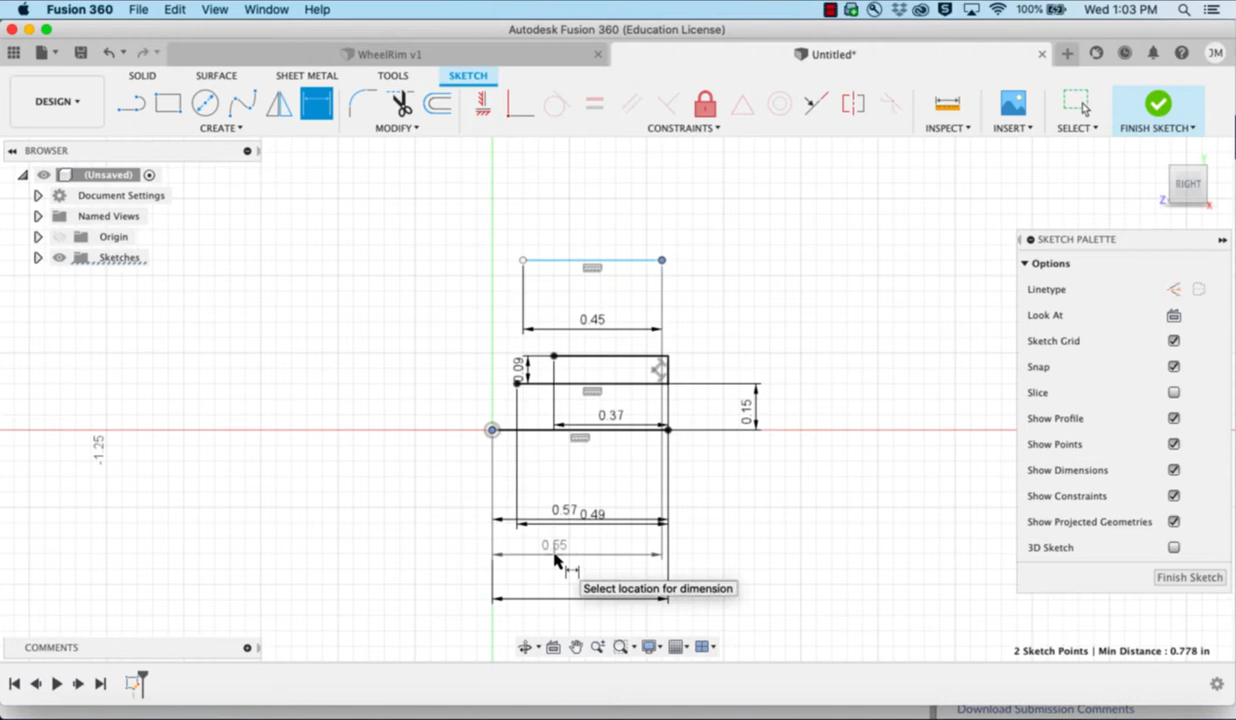 Fusion 360 File Edit View Window Help 100% Wed 1:03 PM
Autodesk Fusion 360 (Education License)
WheelRim v1 Untitled* JM
SOLID SURFACE SHEET METAL TOOLS SKETCH
DESIGN
CREATE MODIFY CONSTRAINTS INSPECT INSERT SELECT FINISH SKETCH
BROWSER
(Unsaved)
Document Settings
Named Views
Origin
Sketches
RIGHT
Y
Z
X
SKETCH PALETTE
Options
Linetype
Look At
Sketch Grid
Snap
Slice
Show Profile
Show Points
Show Dimensions
Show Constraints
Show Projected Geometries
3D Sketch
Finish Sketch
0.45
0.09
0.37
0.15
-1.25
0.57
0.49
0.55
Select location for dimension
COMMENTS
2 Sketch Points | Min Distance : 0.778 in
Download Submission Comments